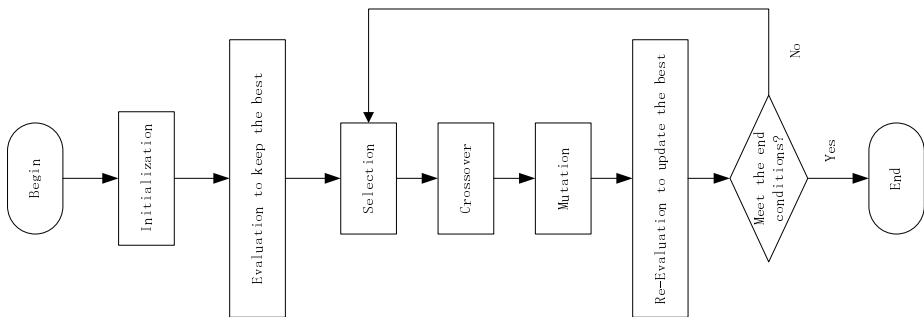 Begin
Initialization
Evaluation to keep the best
Selection
Crossover
Mutation
Re-Evaluation to update the best
Meet the end
conditions?
No
Yes
End